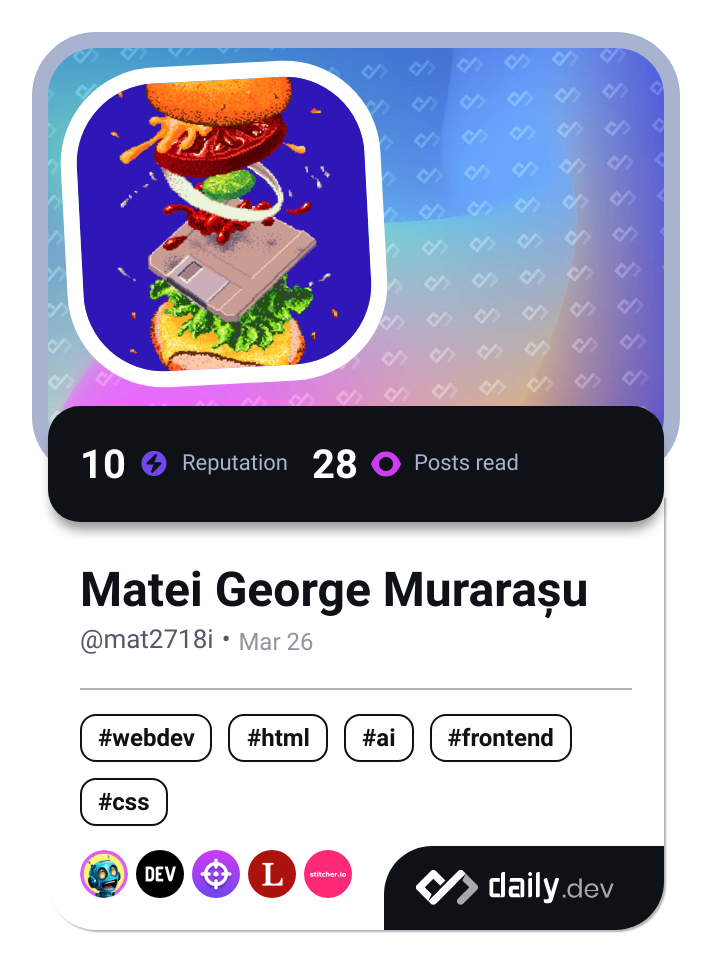 10 Reputation 28 Posts read
Matei George Murarașu
@mat2718i • Mar 26
#webdev #html #ai #frontend
#css
DEV L stitcher.io
daily.dev